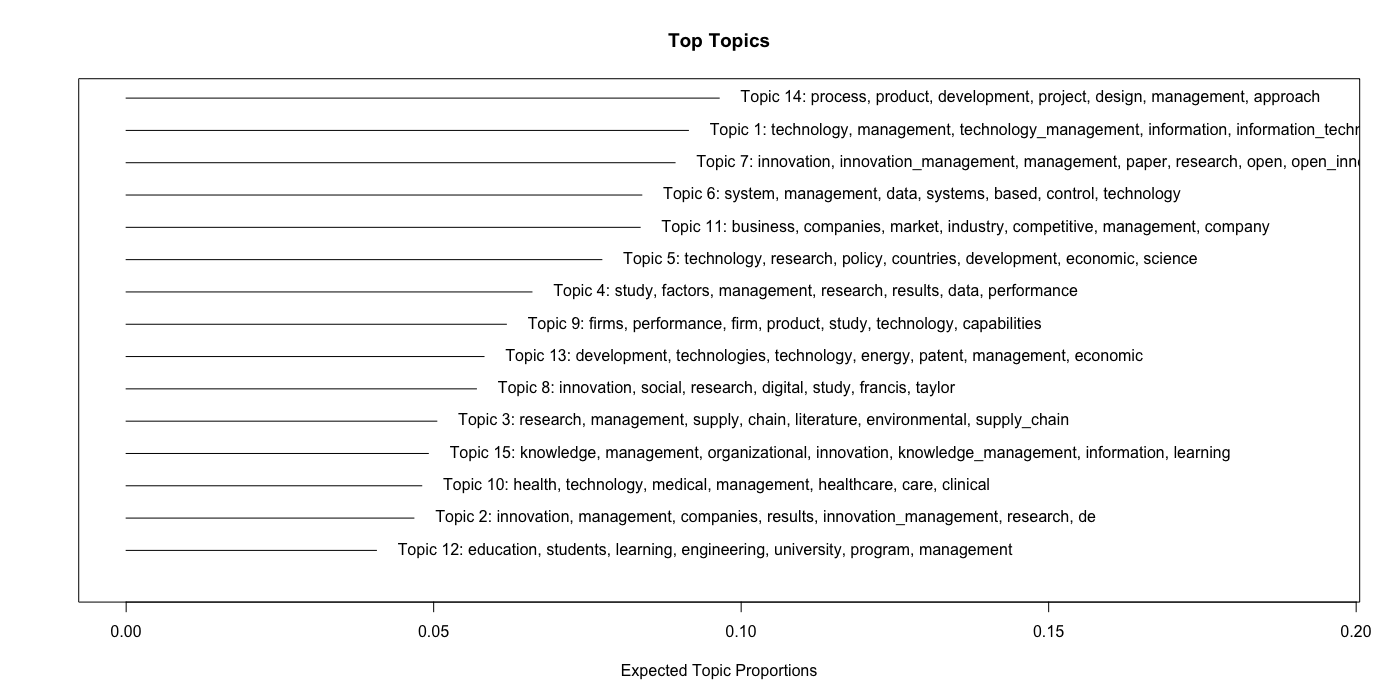 Top Topics
Topic 14: process, product, development, project, design, management, approach
Topic 1: technology, management, technology_management, information, information_techn
Topic 7: innovation, innovation_management, management, paper, research, open, open_inno
Topic 6: system, management, data, systems, based, control, technology
Topic 11: business, companies, market, industry, competitive, management, company
Topic 5: technology, research, policy, countries, development, economic, science
Topic 4: study, factors, management, research, results, data, performance
Topic 9: firms, performance, firm, product, study, technology, capabilities
Topic 13: development, technologies, technology, energy, patent, management, economic
Topic 8: innovation, social, research, digital, study, francis, taylor
Topic 3: research, management, supply, chain, literature, environmental, supply_chain
Topic 15: knowledge, management, organizational, innovation, knowledge_management, information, learning
Topic 10: health, technology, medical, management, healthcare, care, clinical
Topic 2: innovation, management, companies, results, innovation_management, research, de
Topic 12: education, students, learning, engineering, university, program, management
0.00 0.05 0.10 0.15 0.20
Expected Topic Proportions